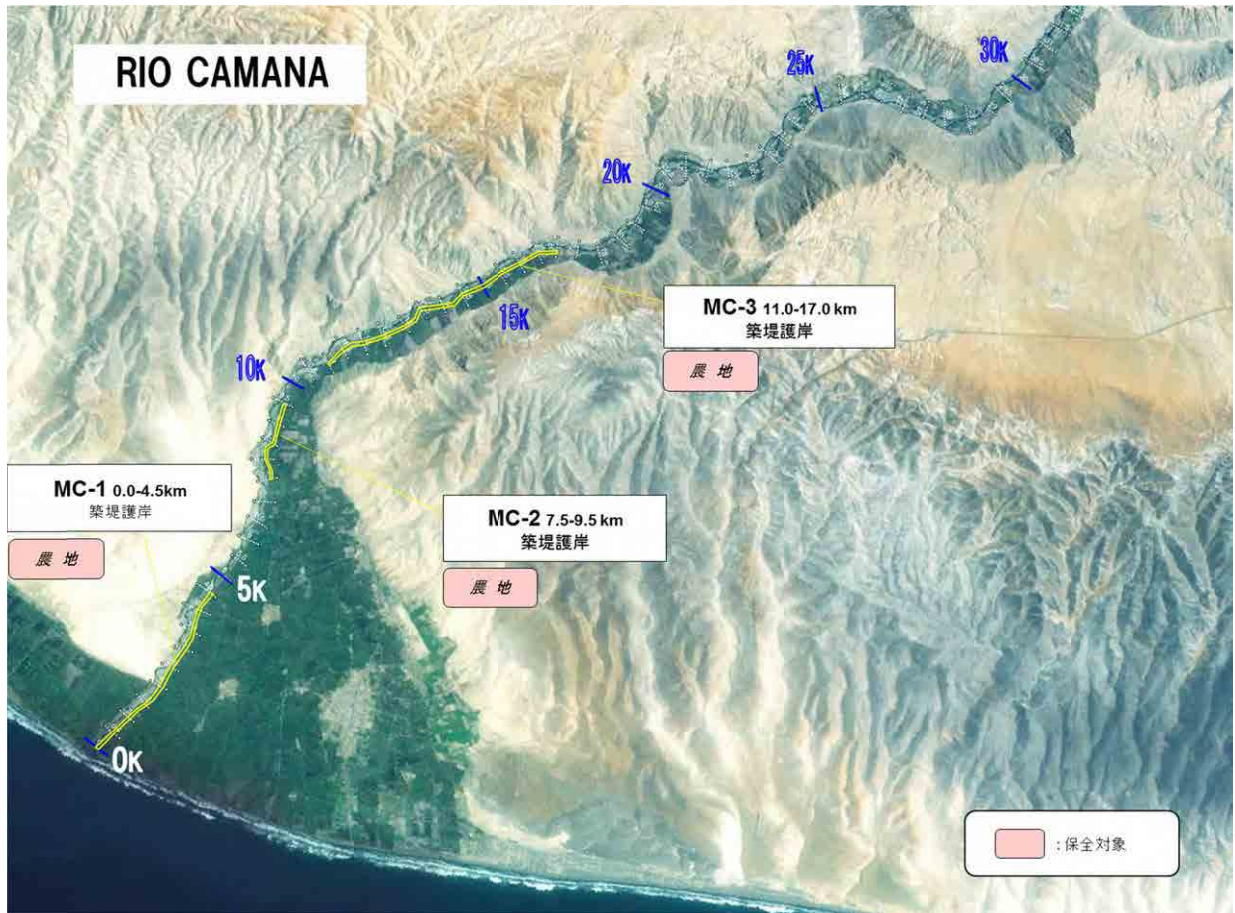 RIO CAMANA
30K
25K
20K
MC-3 11.0-17.0 km
築堤護岸
農 地
15K
10K
MC-1 0.0-4.5km
築堤護岸
農 地
MC-2 7.5-9.5 km
築堤護岸
農 地
5K
0K
:保全対象